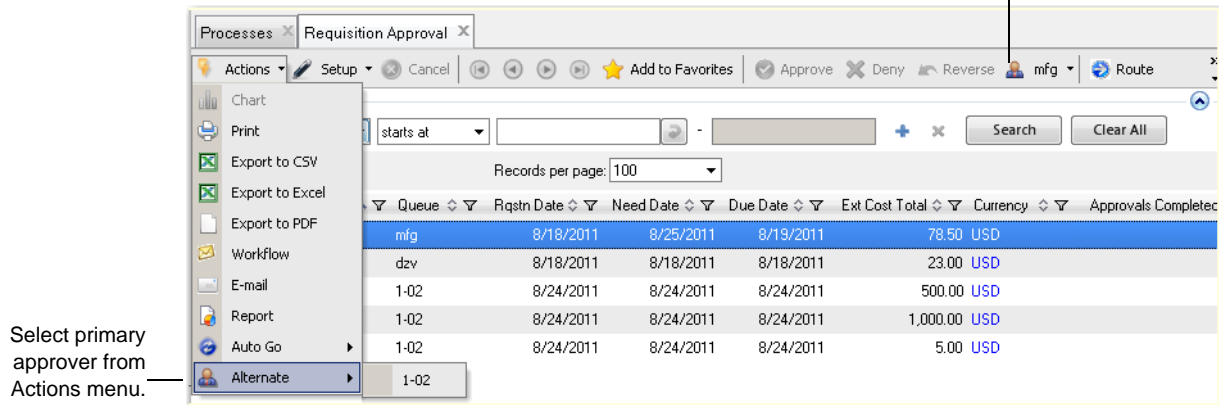 Processes Requisition Approval
Actions Setup Cancel Add to Favorites Approve Deny Reverse mfg Route
Chart
Print
Export to CSV
Export to Excel
Export to PDF
Workflow
E-mail
Report
Auto Go
Alternate
1-02
starts at - Search Clear All
Records per page: 100
Queue Rqstn Date Need Date Due Date Ext Cost Total Currency Approvals Completed
mfg 8/18/2011 8/25/2011 8/19/2011 78.50 USD
dzv 8/18/2011 8/18/2011 8/18/2011 23.00 USD
1-02 8/24/2011 8/24/2011 8/24/2011 500.00 USD
1-02 8/24/2011 8/24/2011 8/24/2011 1,000.00 USD
1-02 8/24/2011 8/24/2011 8/24/2011 5.00 USD
Select primary
approver from
Actions menu.